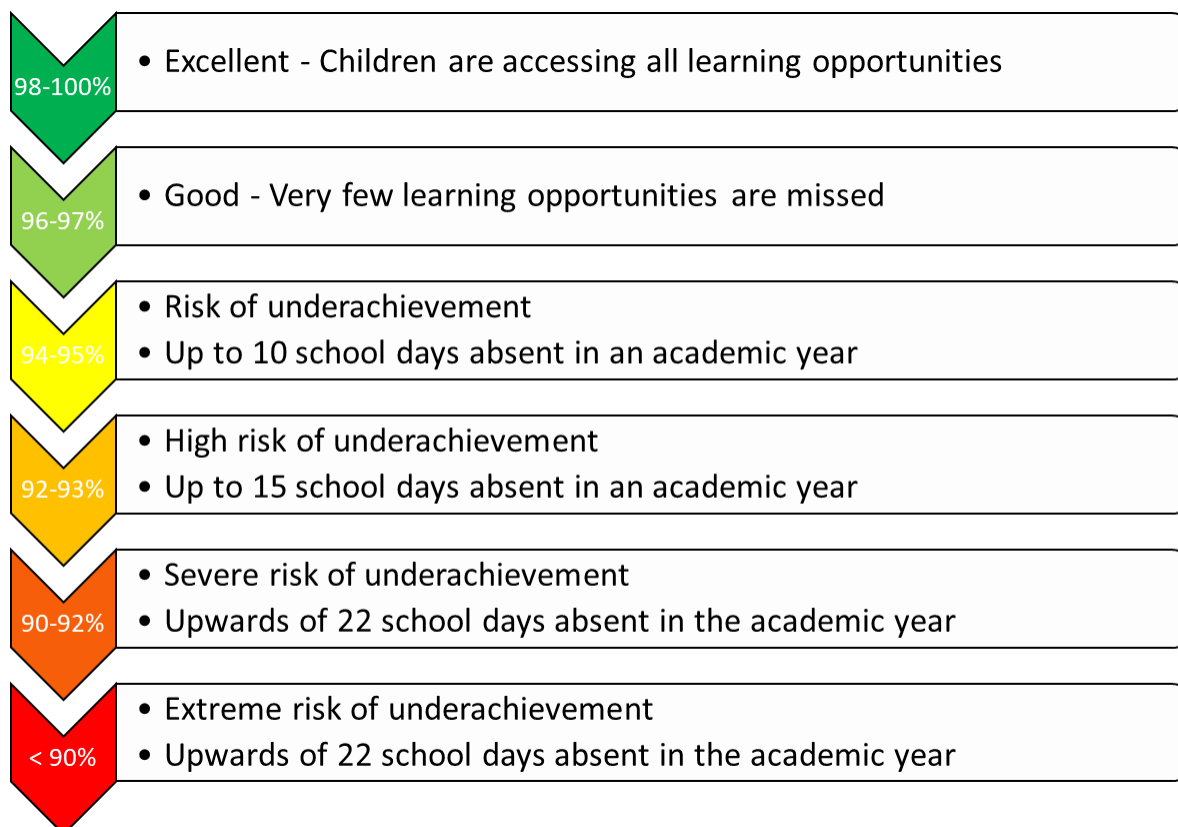 98-100%
• Excellent - Children are accessing all learning opportunities
96-97%
• Good - Very few learning opportunities are missed
94-95%
• Risk of underachievement
• Up to 10 school days absent in an academic year
92-93%
• High risk of underachievement
• Up to 15 school days absent in an academic year
90-92%
• Severe risk of underachievement
• Upwards of 22 school days absent in the academic year
< 90%
• Extreme risk of underachievement
• Upwards of 22 school days absent in the academic year